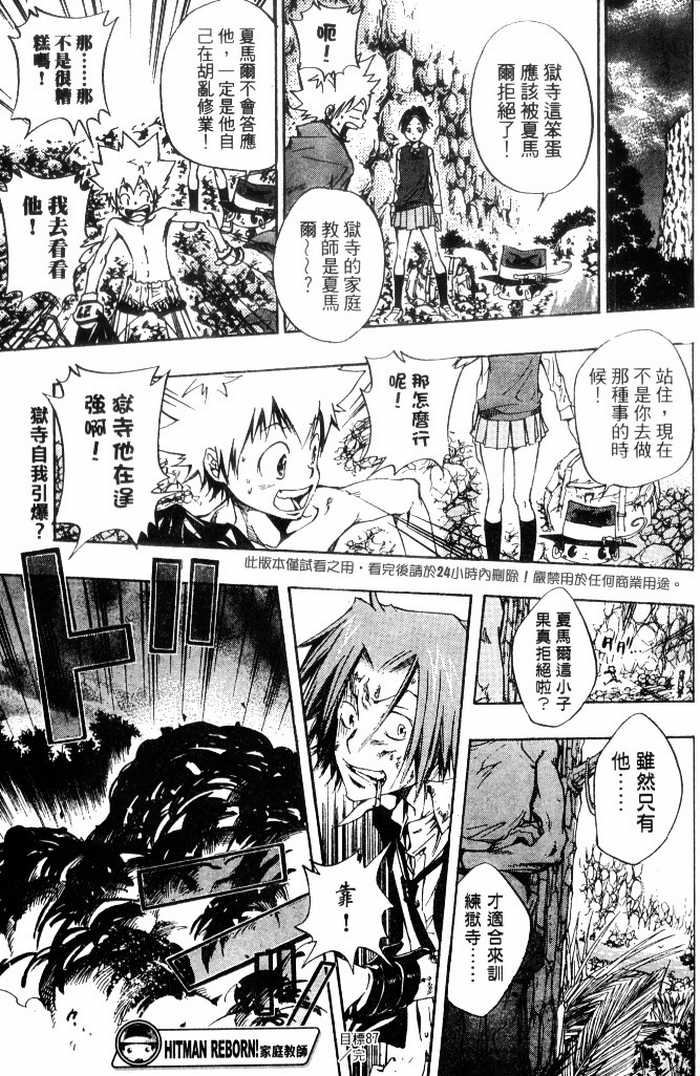 獄寺這笨蛋
應該被夏馬
爾拒絕了！
呃！
獄寺的家庭
教師是夏馬
爾～～？
夏馬爾不會答應
他，一定是他自
己在胡亂修業！
那……那
不是很糟
糕嗎！
我去看看
他！
站住，現在
不是你去做
那種事的時
候！
那怎麼行
呢！
獄寺他在逞
強啊！
獄寺自我引爆？
此版本僅試看之用，看完後請於24小時內刪除！嚴禁用於任何商業用途。
夏馬爾這小子
果真拒絕啦？
雖然只有
他……
才適合來訓
練獄寺……
靠！
ドド
目標87
／完
HITMAN REBORN!家庭教師